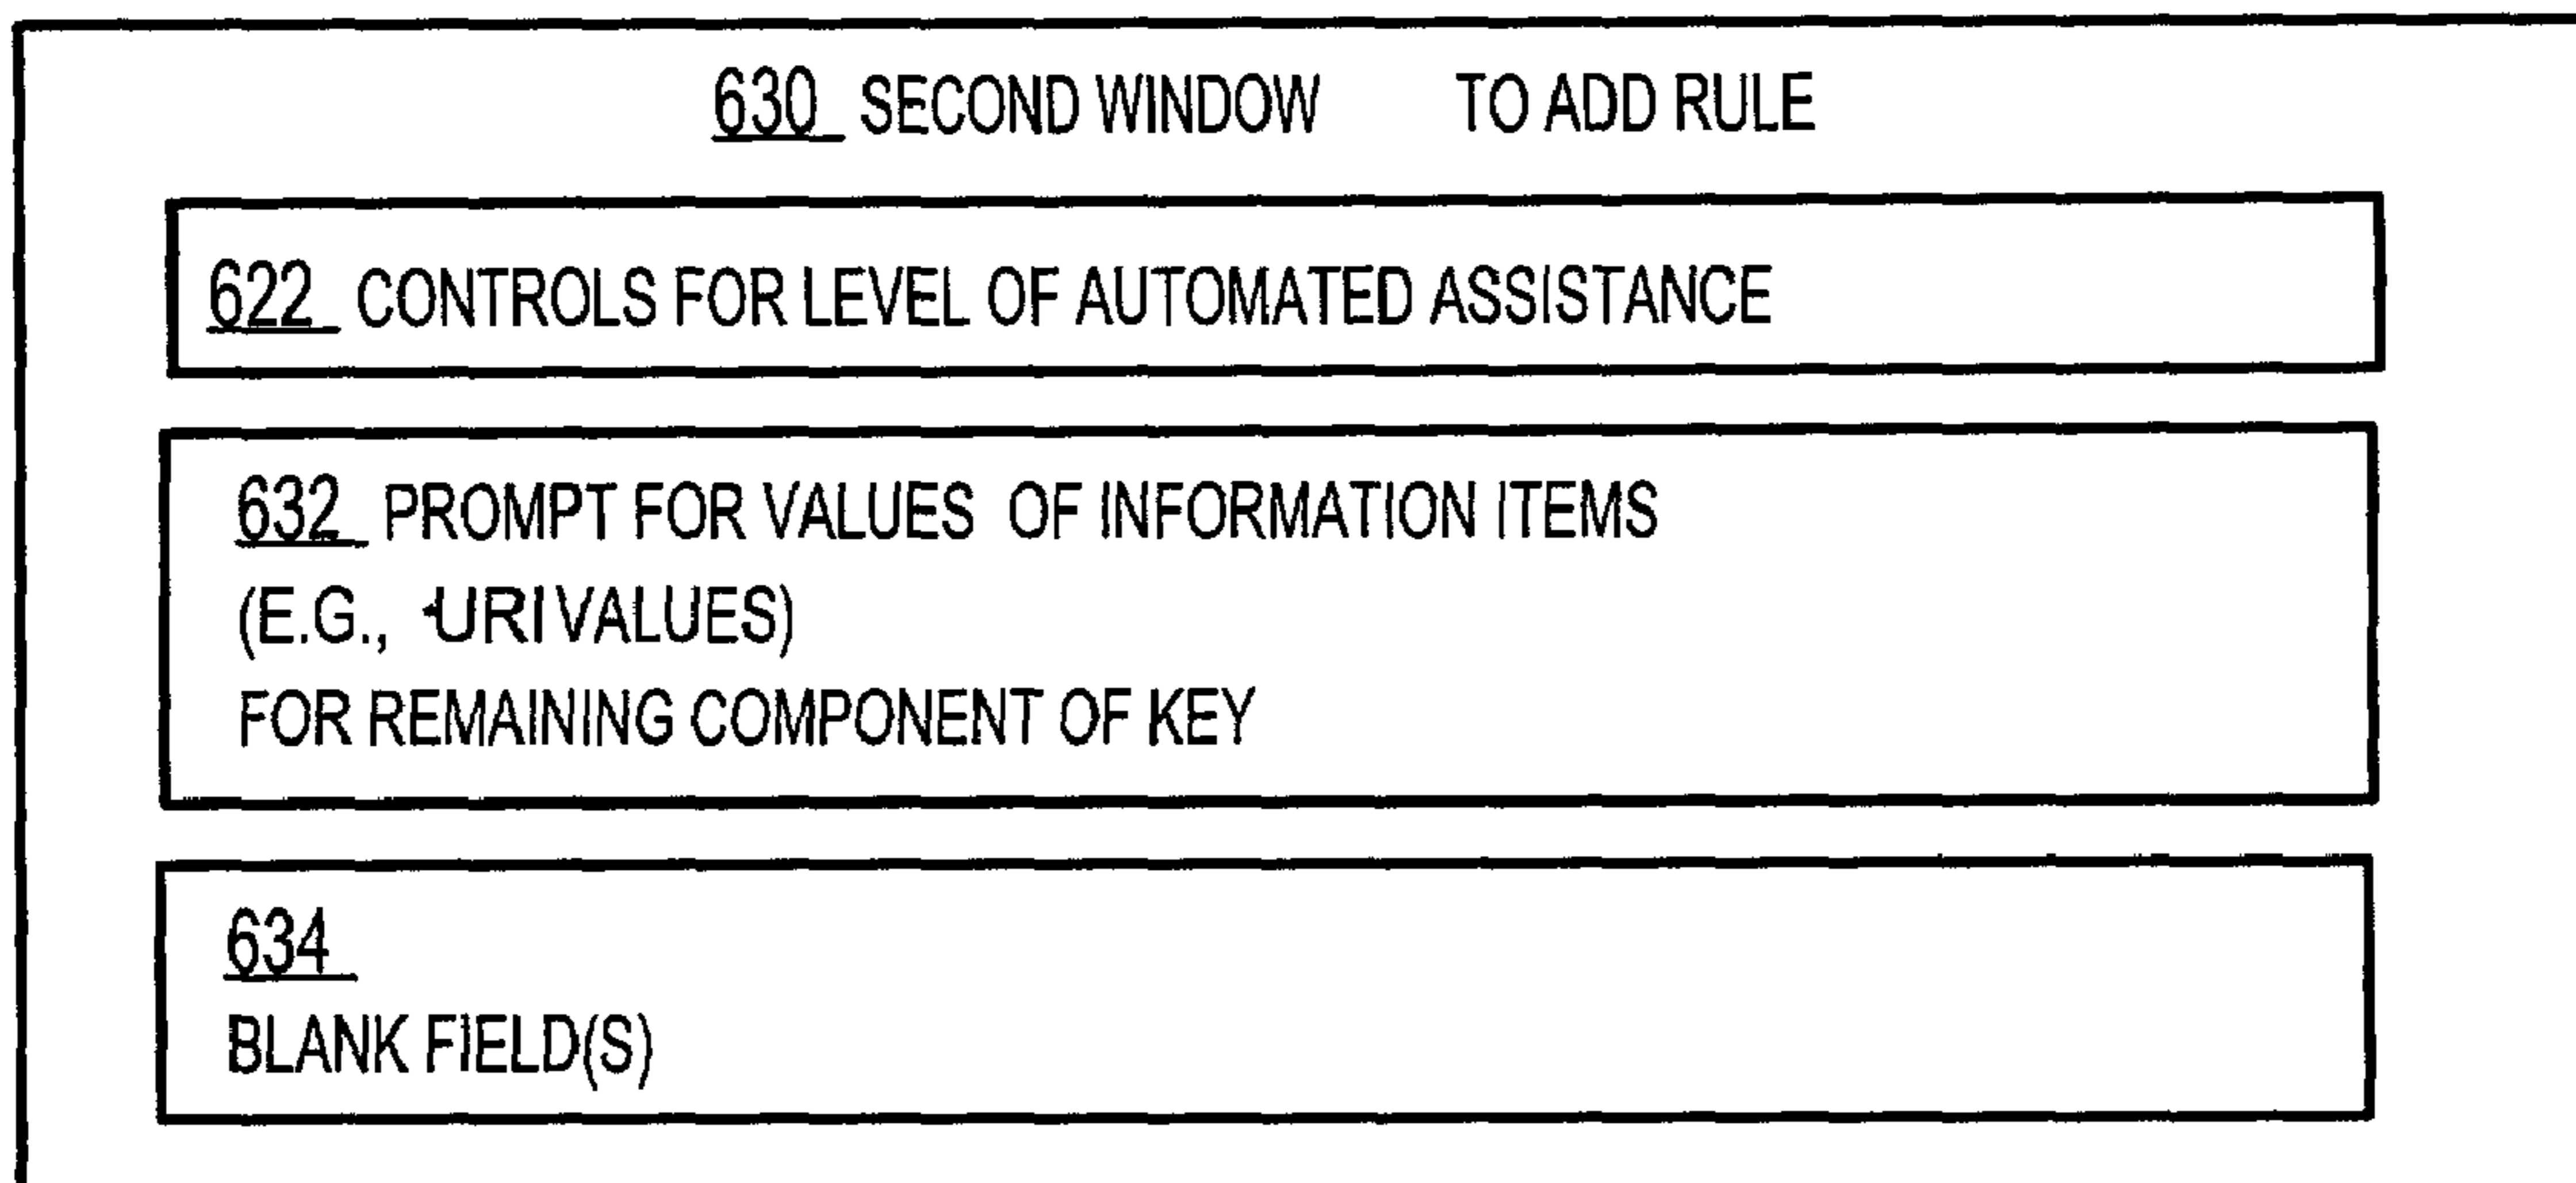 630 SECOND WINDOW TO ADD RULE
622 CONTROLS FOR LEVEL OF AUTOMATED ASSISTANCE
632 PROMPT FOR VALUES OF INFORMATION ITEMS
(E.G., URI VALUES)
FOR REMAINING COMPONENT OF KEY
634
BLANK FIELD(S)